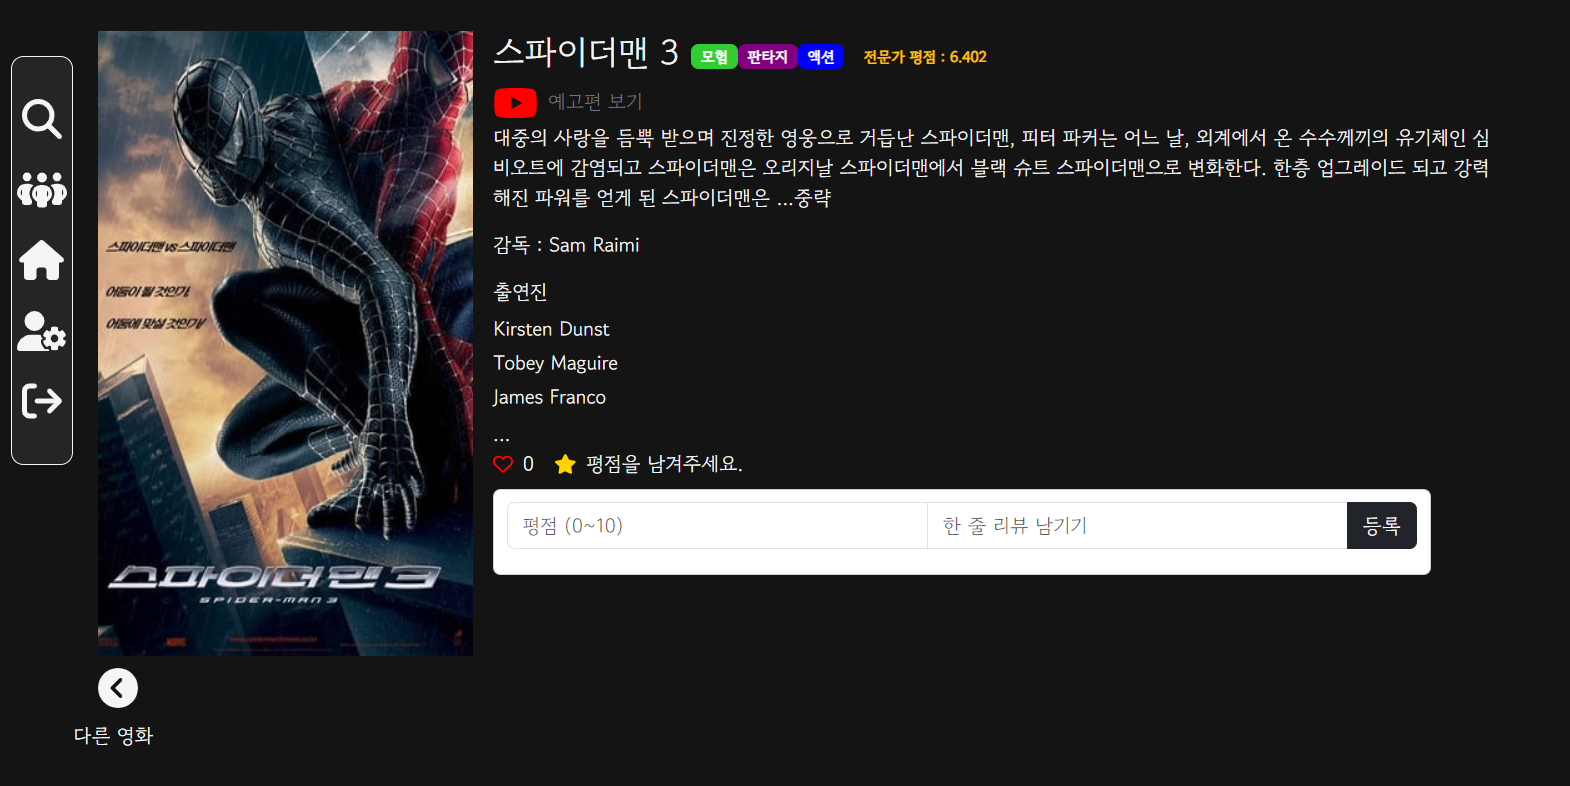 스파이더맨 3 모험 판타지 액션 전문가 평점 : 6.402
예고편 보기
대중의 사랑을 듬뿍 받으며 진정한 영웅으로 거듭난 스파이더맨, 피터 파커는 어느 날, 외계에서 온 수수께끼의 유기체인 심
비오트에 감염되고 스파이더맨은 오리지날 스파이더맨에서 블랙 슈트 스파이더맨으로 변화한다. 한층 업그레이드 되고 강력
해진 파워를 얻게 된 스파이더맨은 ...중략
감독 : Sam Raimi
출연진
Kirsten Dunst
Tobey Maguire
James Franco
...
0 평점을 남겨주세요.
평점 (0~10) 한 줄 리뷰 남기기 등록
스파이더맨 vs 스파이더맨
어둠이 될 것인가
어둠에 맞설 것인가!
스파이더맨 3
SPIDER-MAN 3
MARVEL
다른 영화